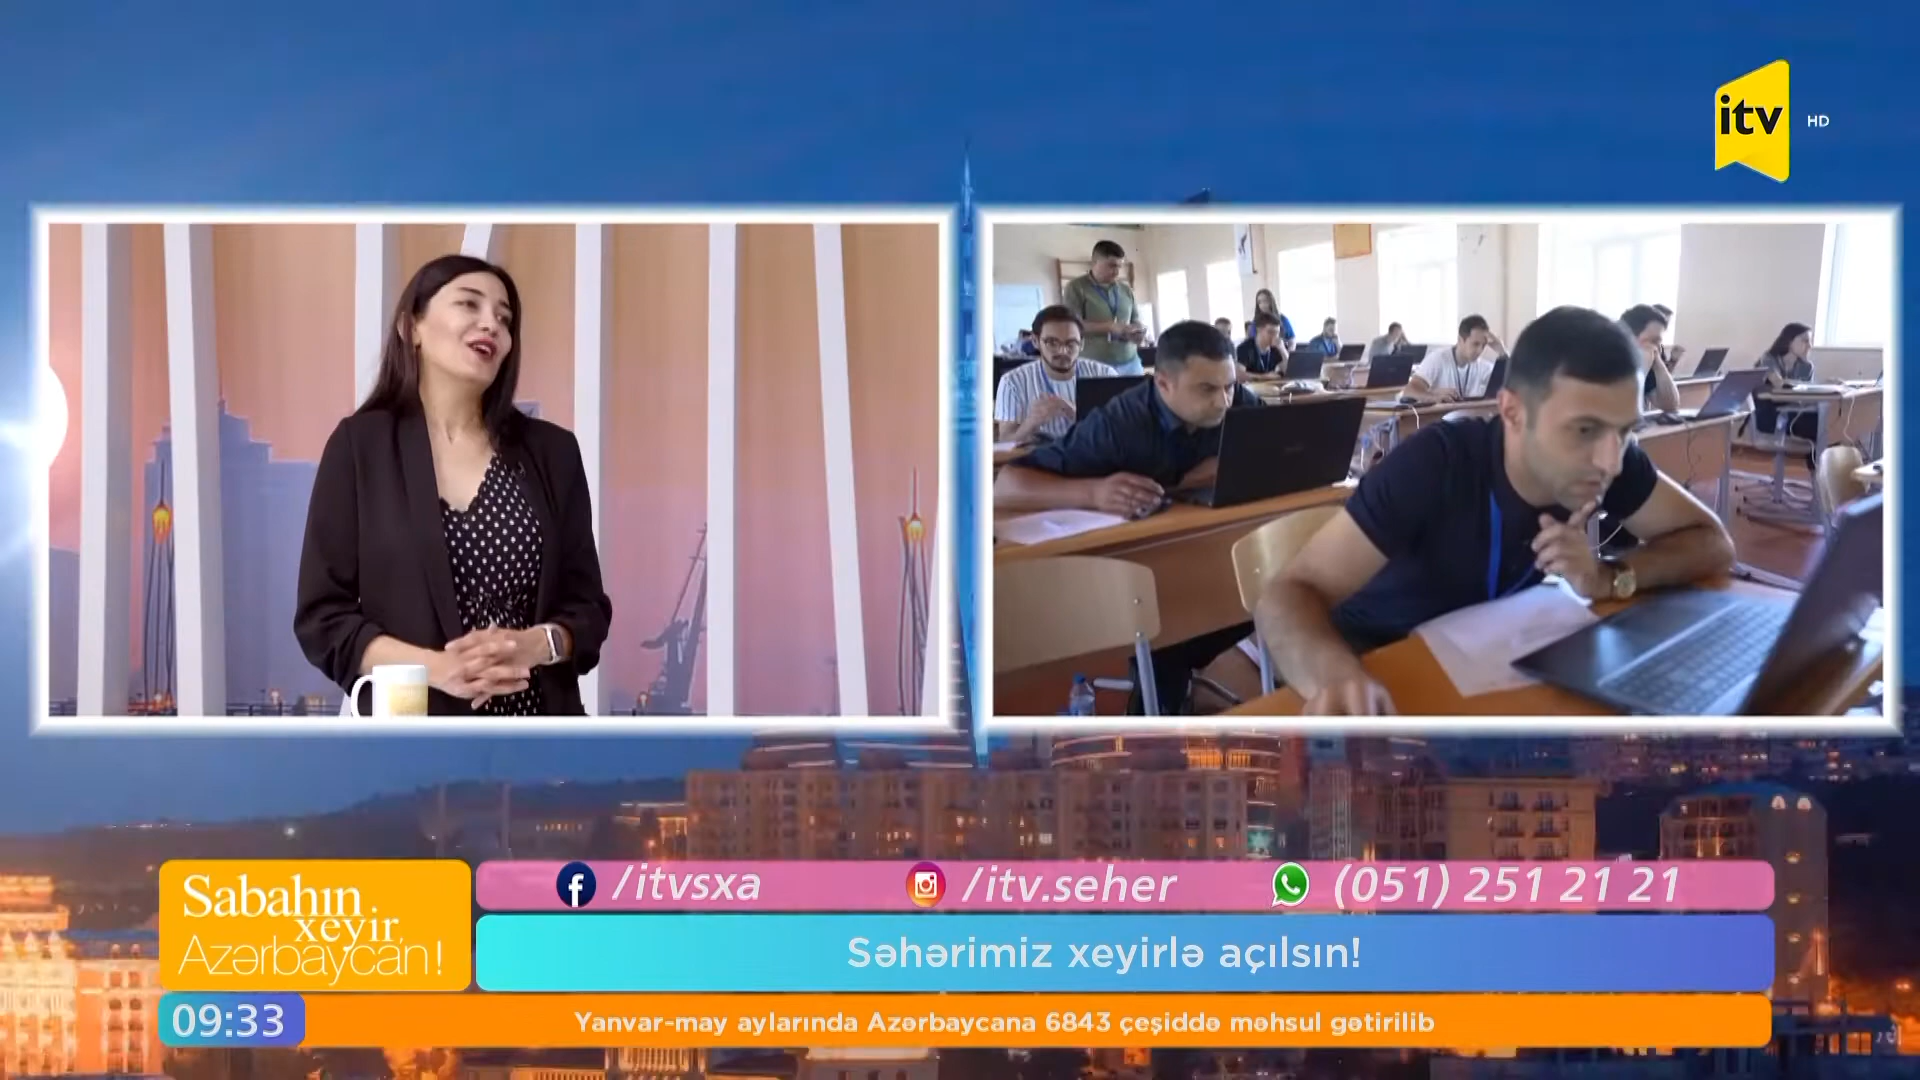 itv HD
/itvsxa /itv.seher (051) 251 21 21
Sabahın
xeyir,
Azərbaycan!
Səhərimiz xeyirlə açılsın!
09:33 Yanvar-may aylarında Azərbaycana 6843 çeşiddə məhsul gətirilib